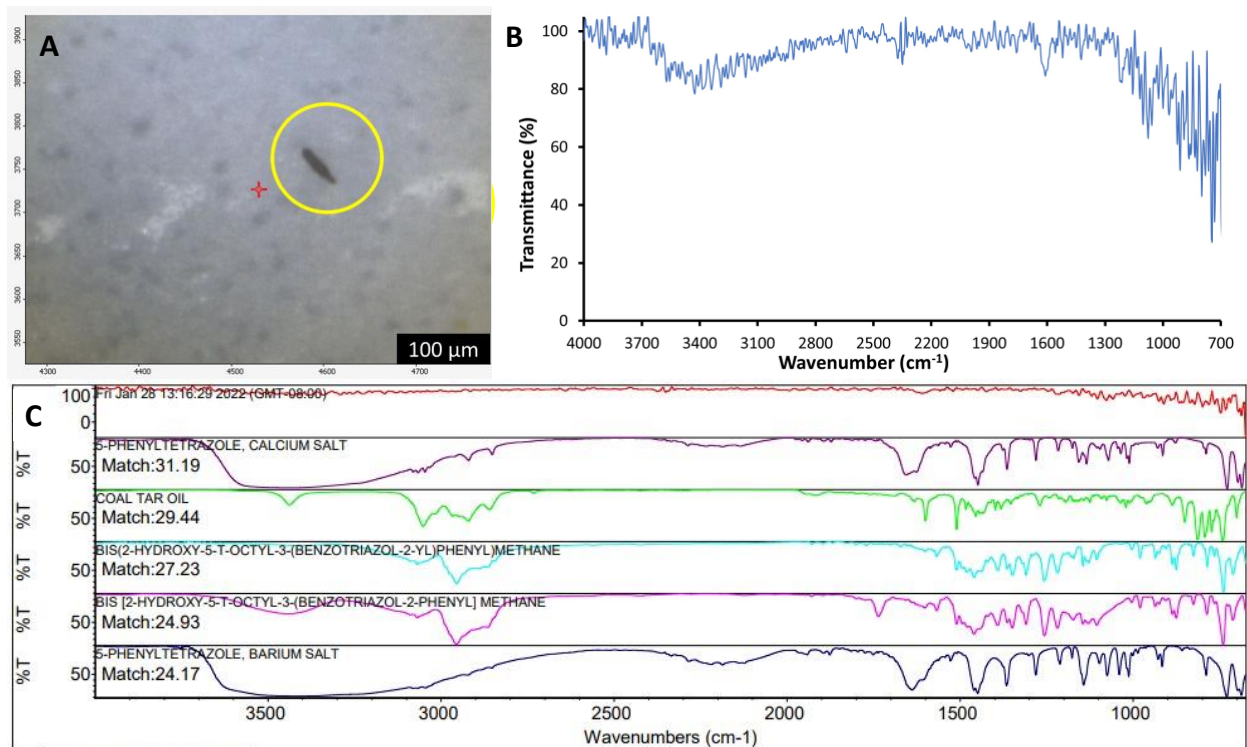 A
3900
3850
3800
3750
3700
3650
3600
3550
4300
4400
4500
4600
4700
100 µm
B
Transmittance (%)
100
80
60
40
20
0
4000 3700 3400 3100 2800 2500 2200 1900 1600 1300 1000 700
Wavenumber (cm-1)
C
100
0
Fri Jan 28 13:16:29 2022 (GMT-08:00)
%T
50
5-PHENYLTETRAZOLE, CALCIUM SALT
Match:31.19
%T
50
COAL TAR OIL
Match:29.44
%T
50
BIS(2-HYDROXY-5-T-OCTYL-3-(BENZOTRIAZOL-2-YL)PHENYL)METHANE
Match:27.23
%T
50
BIS [2-HYDROXY-5-T-OCTYL-3-(BENZOTRIAZOL-2-PHENYL] METHANE
Match:24.93
%T
50
5-PHENYLTETRAZOLE, BARIUM SALT
Match:24.17
3500 3000 2500 2000 1500 1000
Wavenumbers (cm-1)